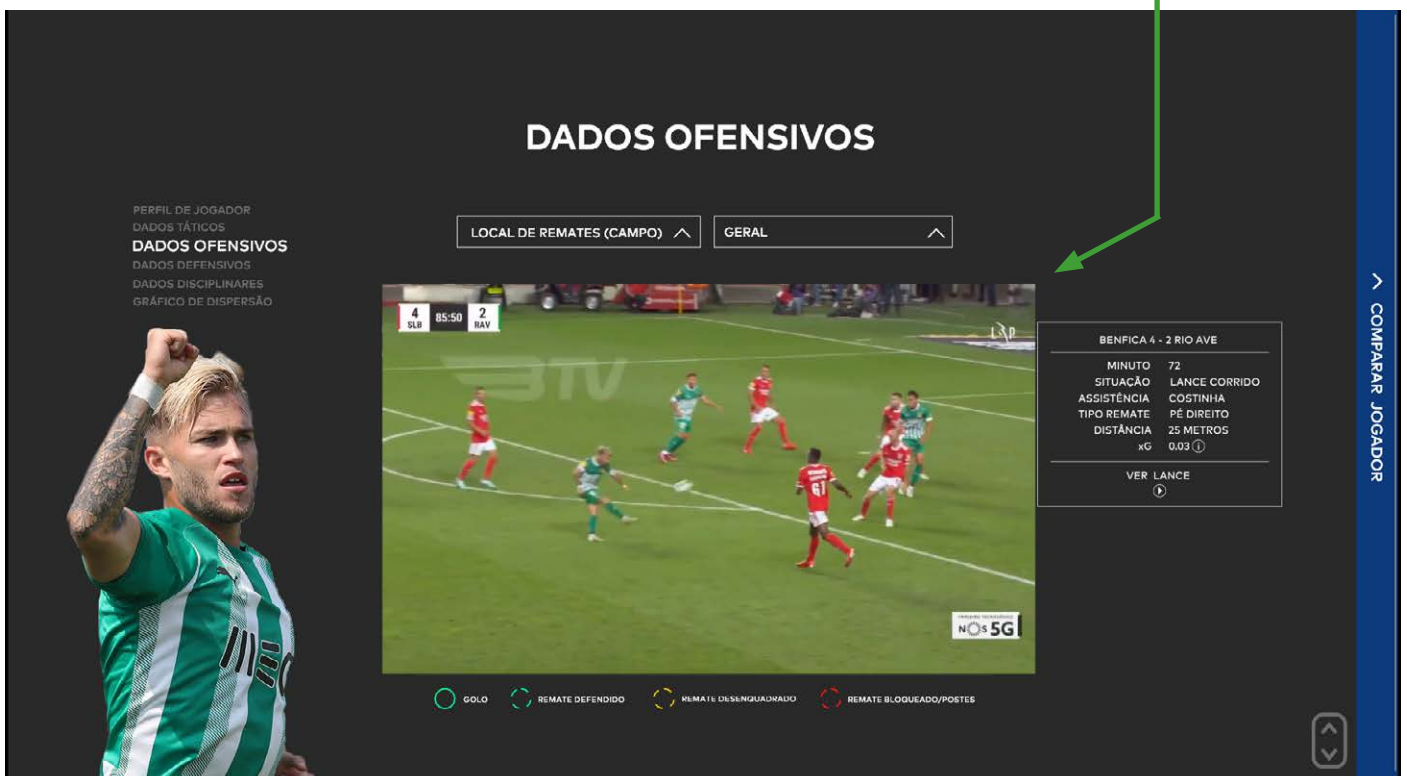 DADOS OFENSIVOS
PERFIL DE JOGADOR
DADOS TÁTICOS
DADOS OFENSIVOS
DADOS DEFENSIVOS
DADOS DISCIPLINARES
GRÁFICO DE DISPERSÃO
LOCAL DE REMATES (CAMPO)
GERAL
4 85:50 2
SLB RAV
BTV
61
NOS 5G
BENFICA 4 - 2 RIO AVE
MINUTO 72
SITUAÇÃO LANCE CORRIDO
ASSISTÊNCIA COSTINHA
TIPO REMATE PÉ DIREITO
DISTÂNCIA 25 METROS
xG 0.03 i
VER LANCE
GOLO
REMATE DEFENDIDO
REMATE DESENQUADRADO
REMATE BLOQUEADO/POSTES
COMPARAR JOGADOR